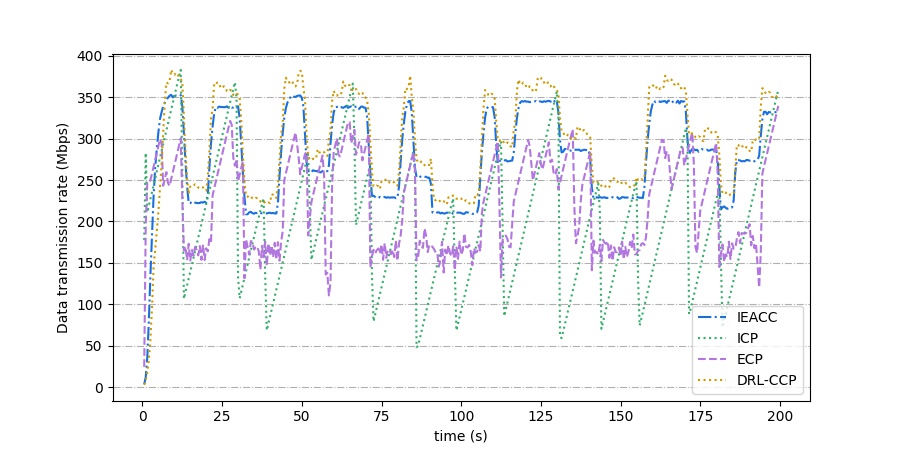 400
350
300
250
200
150
100
50
0
Data transmission rate (Mbps)
0 25 50 75 100 125 150 175 200
time (s)
IEACC
ICP
ECP
DRL-CCP